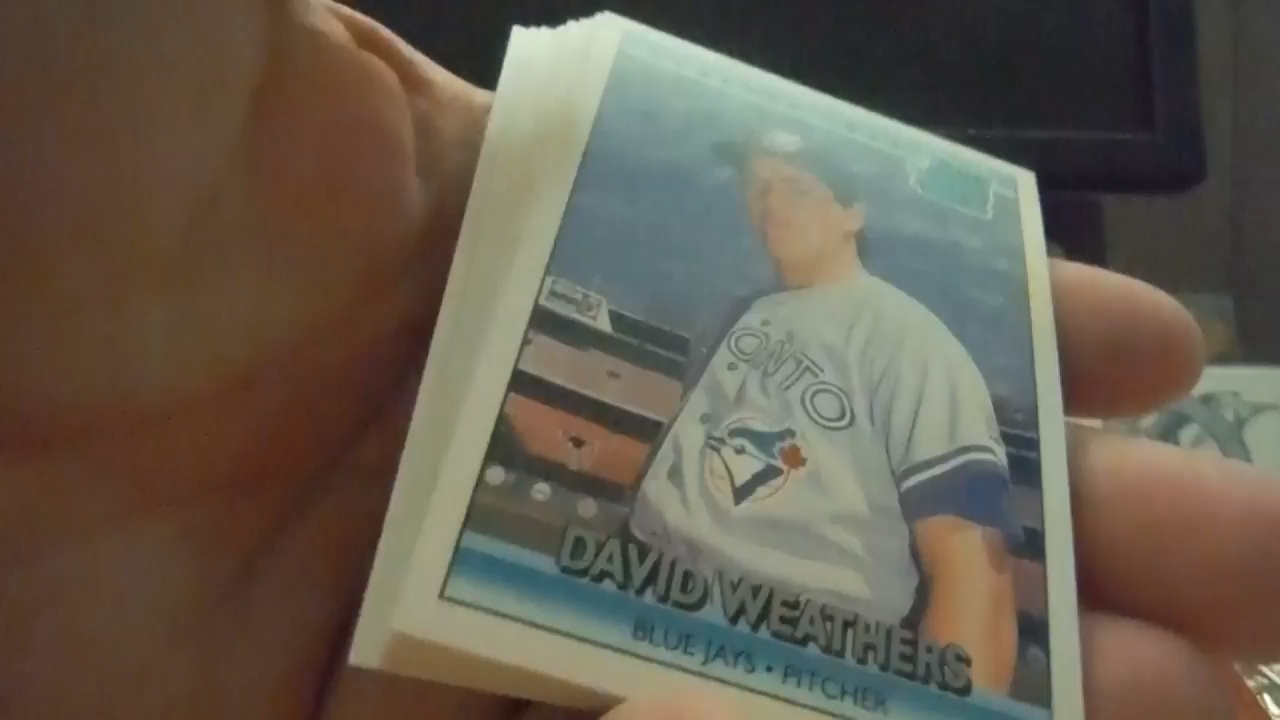 ONTO
DAVID WEATHERS
BLUE JAYS • PITCHER